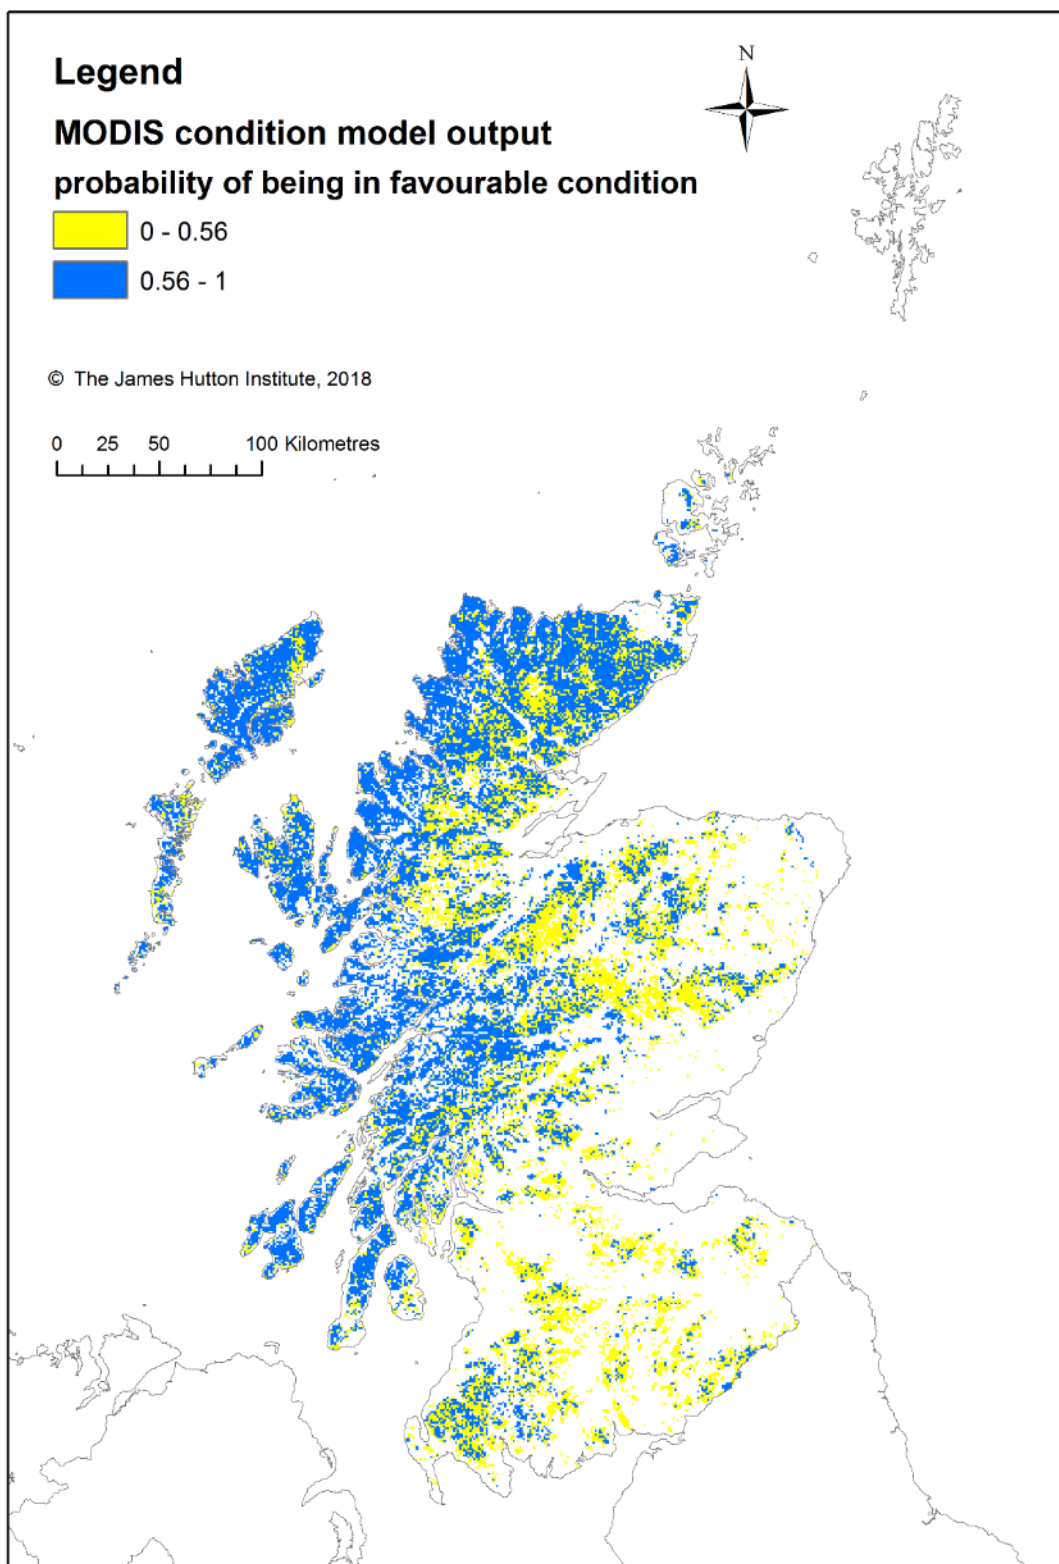 N
Legend
MODIS condition model output
probability of being in favourable condition
0 - 0.56
0.56 - 1
© The James Hutton Institute, 2018
0 25 50 100 Kilometres